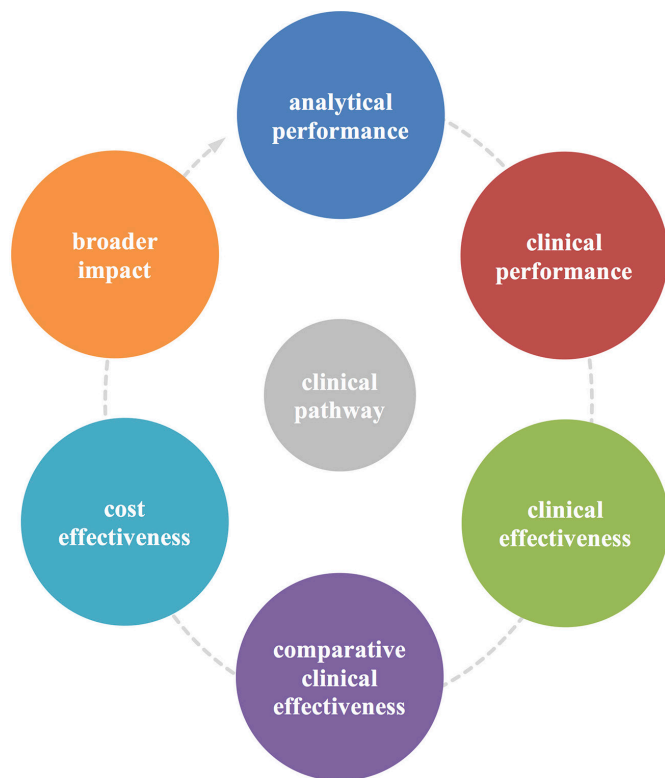 analytical
performance
clinical
performance
clinical
effectiveness
comparative
clinical
effectiveness
cost
effectiveness
broader
impact
clinical
pathway